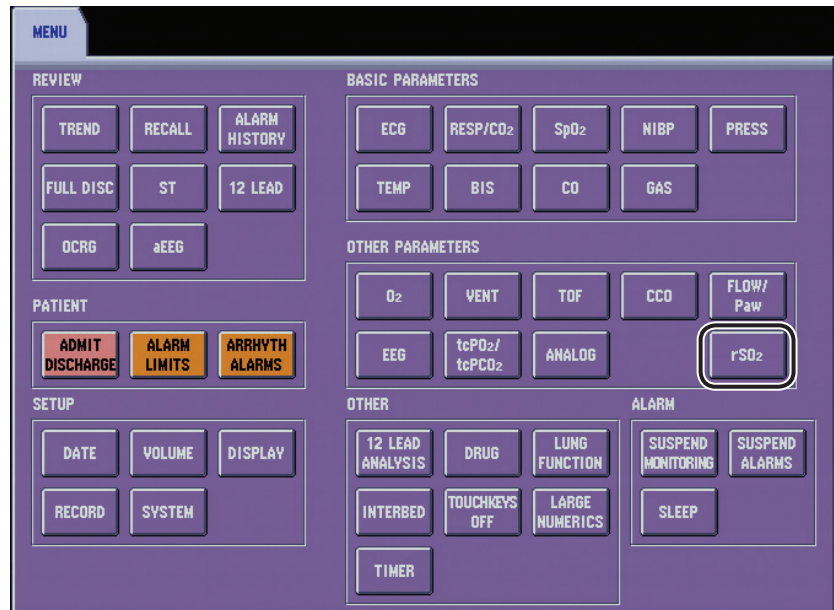 MENU
REVIEW
TREND
RECALL
ALARM
HISTORY
FULL DISC
ST
12 LEAD
OCRG
aEEG
PATIENT
ADMIT
DISCHARGE
ALARM
LIMITS
ARRHYTH
ALARMS
SETUP
DATE
VOLUME
DISPLAY
RECORD
SYSTEM
BASIC PARAMETERS
ECG
RESP/CO₂
SpO₂
NIBP
PRESS
TEMP
BIS
CO
GAS
OTHER PARAMETERS
O₂
VENT
TOF
CCO
FLOW/
Paw
EEG
tcPO₂/
tcPCO₂
ANALOG
rSO₂
OTHER
12 LEAD
ANALYSIS
DRUG
LUNG
FUNCTION
INTERBED
TOUCHKEYS
OFF
LARGE
NUMERICS
TIMER
ALARM
SUSPEND
MONITORING
SUSPEND
ALARMS
SLEEP